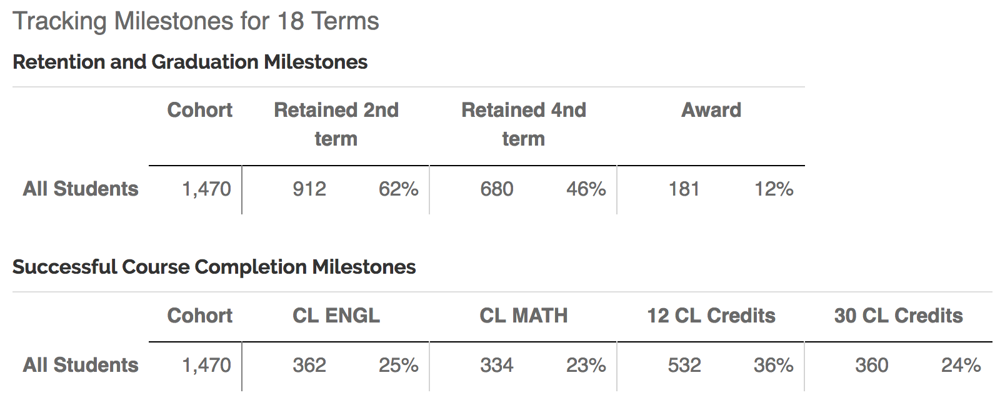 Tracking Milestones for 18 Terms
Retention and Graduation Milestones
Cohort Retained 2nd term Retained 4nd term Award
All Students 1,470 912 62% 680 46% 181 12%
Successful Course Completion Milestones
Cohort CL ENGL CL MATH 12 CL Credits 30 CL Credits
All Students 1,470 362 25% 334 23% 532 36% 360 24%